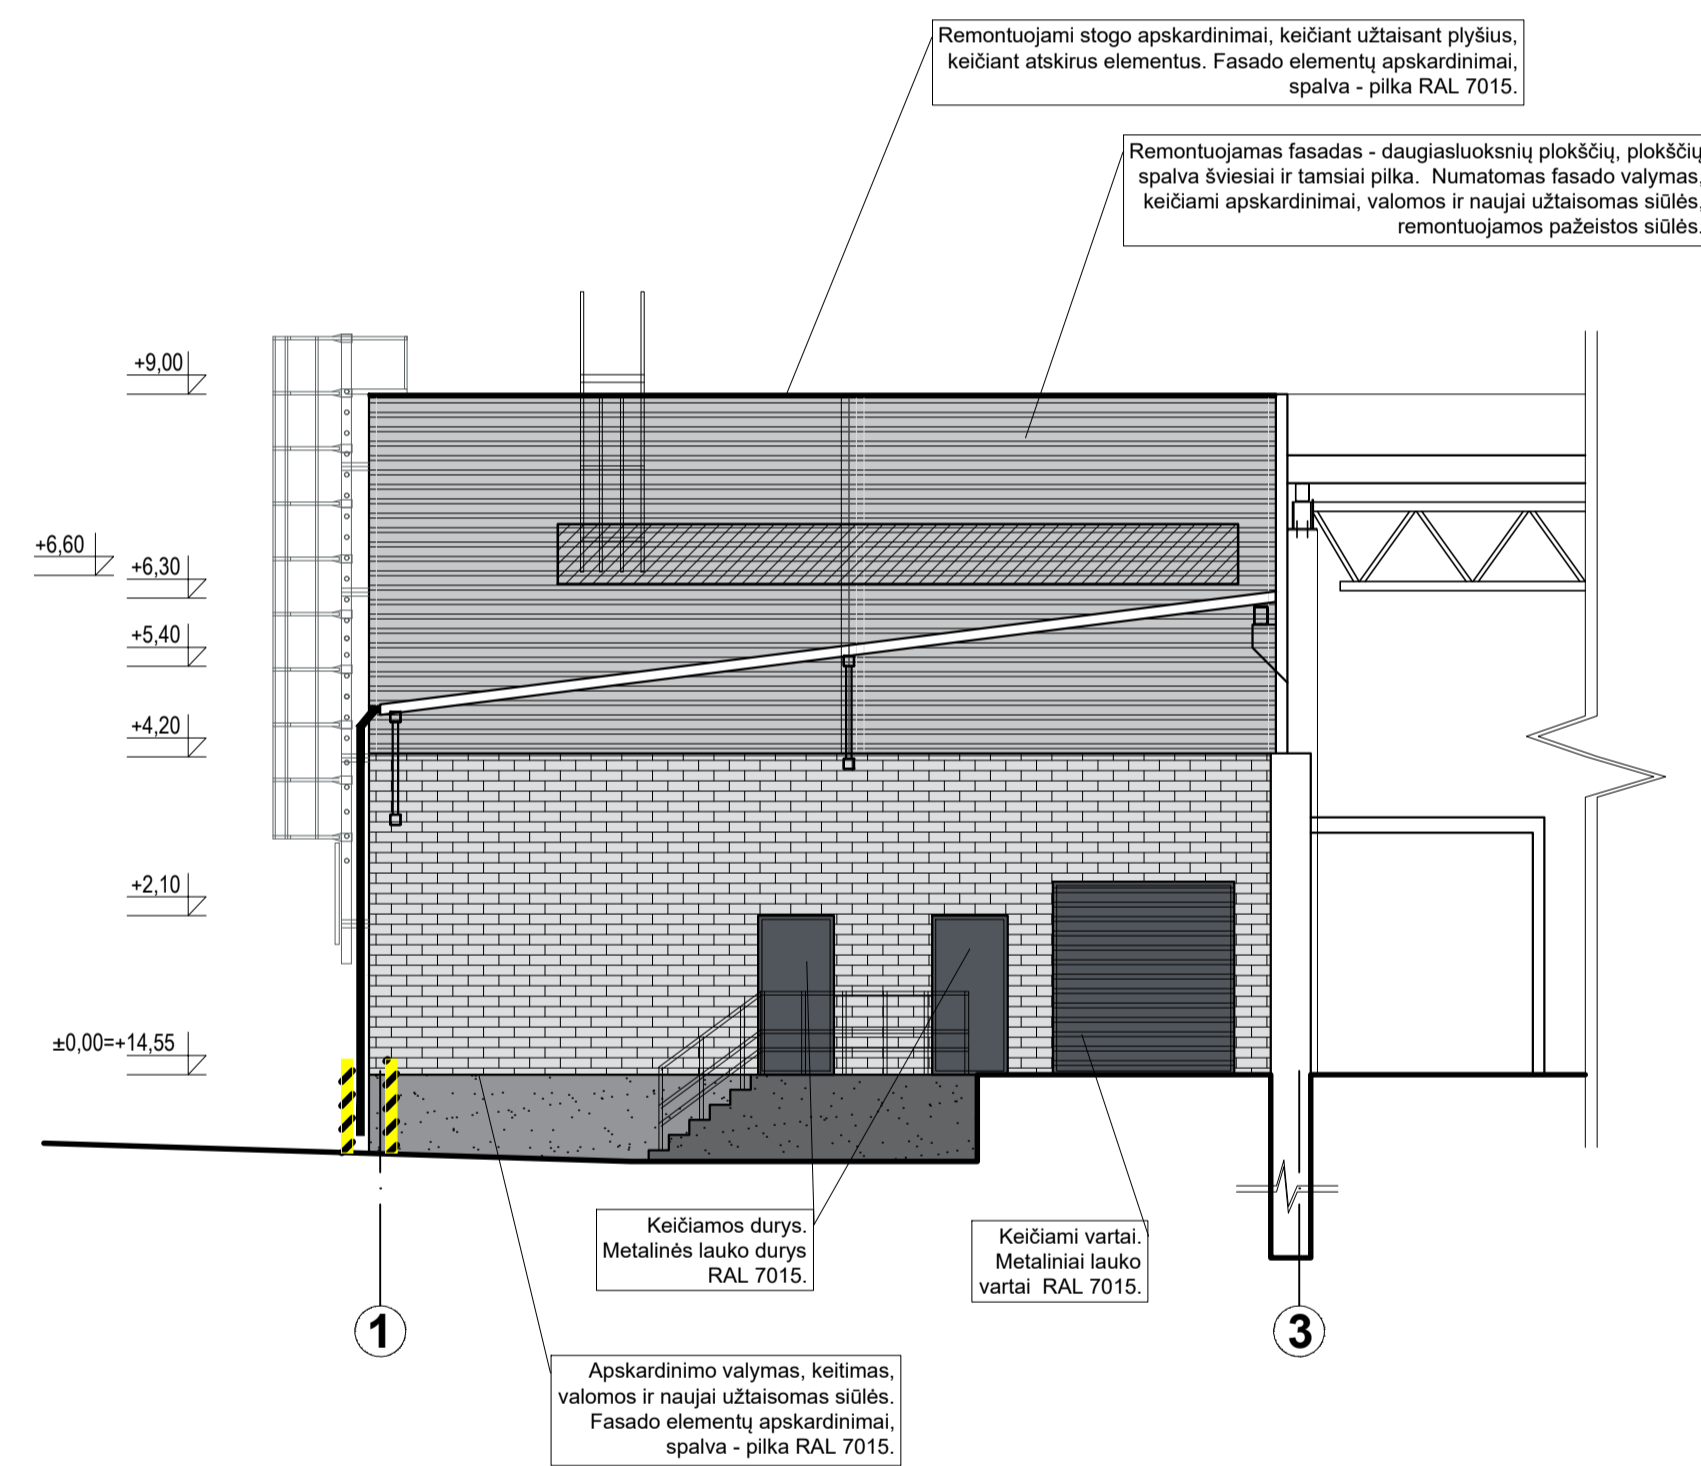 Remontuojami stogo apskardinimai, keičiant užtaisant plyšius,
keičiant atskirus elementus. Fasado elementų apskardinimai,
spalva - pilka RAL 7015.
Remontuojamas fasadas - daugiasluoksnių plokščių, plokščių
spalva šviesiai ir tamsiai pilka. Numatomas fasado valymas,
keičiami apskardinimai, valomos ir naujai užtaisomas siūlės,
remontuojamos pažeistos siūlės.
+9,00
+6,60
+6,30
+5,40
+4,20
+2,10
±0,00=+14,55
Keičiamos durys.
Metalinės lauko durys
RAL 7015.
Keičiami vartai.
Metaliniai lauko
vartai RAL 7015.
1
3
Apskardinimo valymas, keitimas,
valomos ir naujai užtaisomas siūlės.
Fasado elementų apskardinimai,
spalva - pilka RAL 7015.